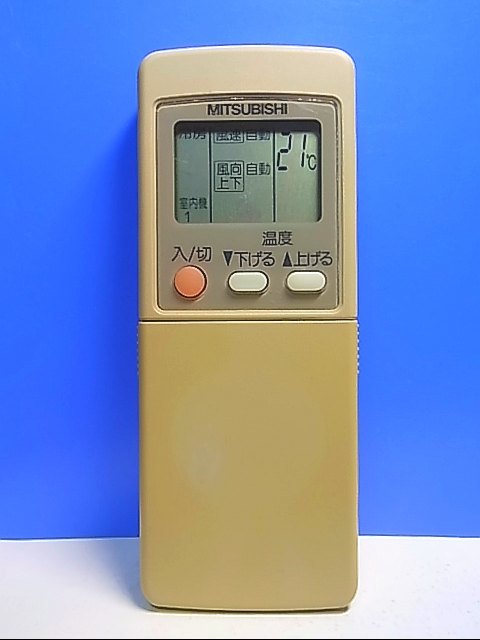 MITSUBISHI
冷房 風速 自動 21℃
風向 自動
上下
室内機
1
温度
入/切 ▼下げる ▲上げる